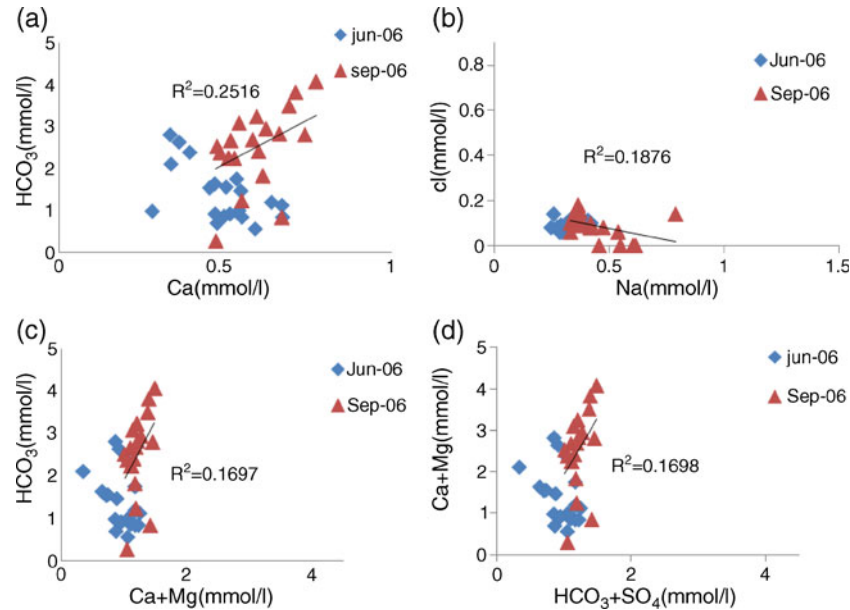 (a)
jun-06
sep-06
R²=0.2516
HCO₃(mmol/l)
5
4
3
2
1
0
0
0.5
1
Ca(mmol/l)
(b)
Jun-06
Sep-06
R²=0.1876
cl(mmol/l)
0.8
0.6
0.4
0.2
0
0
0.5
1
1.5
Na(mmol/l)
(c)
Jun-06
Sep-06
R²=0.1697
HCO₃(mmol/l)
5
4
3
2
1
0
0
2
4
Ca+Mg(mmol/l)
(d)
jun-06
Sep-06
R²=0.1698
Ca+Mg(mmol/l)
5
4
3
2
1
0
0
2
4
HCO₃+SO₄(mmol/l)